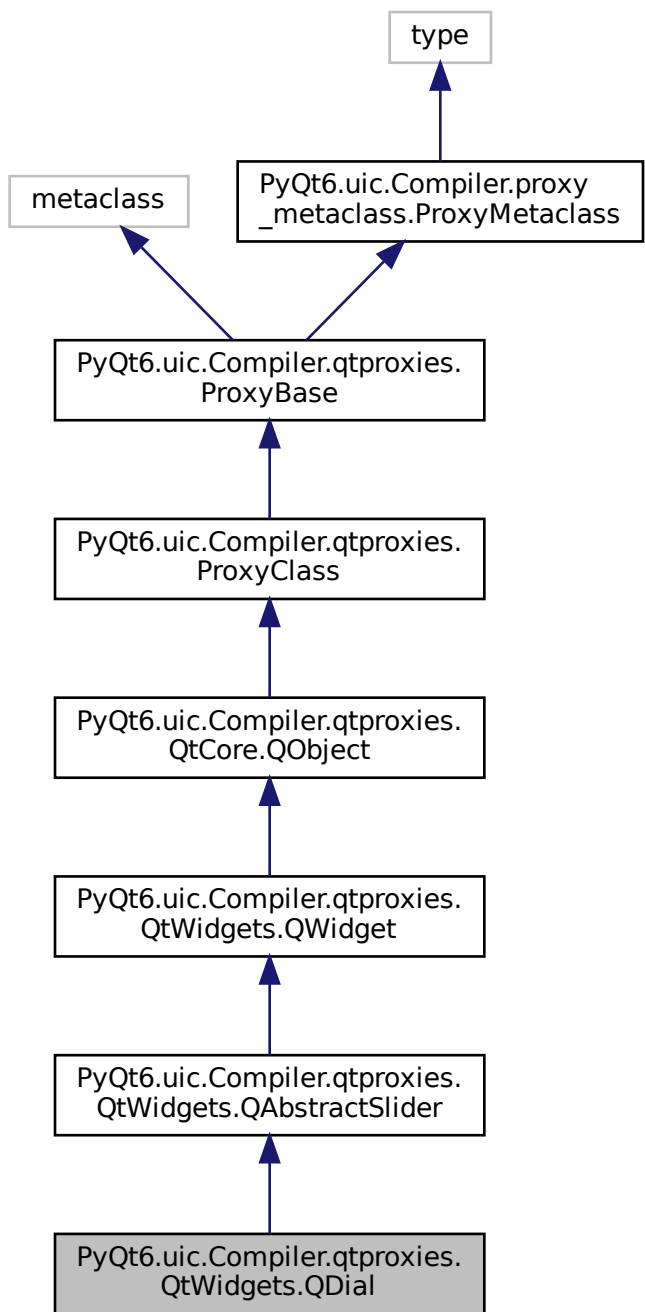 type
metaclass
PyQt6.uic.Compiler.proxy
_metaclass.ProxyMetaclass
PyQt6.uic.Compiler.qtproxies.
ProxyBase
PyQt6.uic.Compiler.qtproxies.
ProxyClass
PyQt6.uic.Compiler.qtproxies.
QtCore.QObject
PyQt6.uic.Compiler.qtproxies.
QtWidgets.QWidget
PyQt6.uic.Compiler.qtproxies.
QtWidgets.QAbstractSlider
PyQt6.uic.Compiler.qtproxies.
QtWidgets.QDial